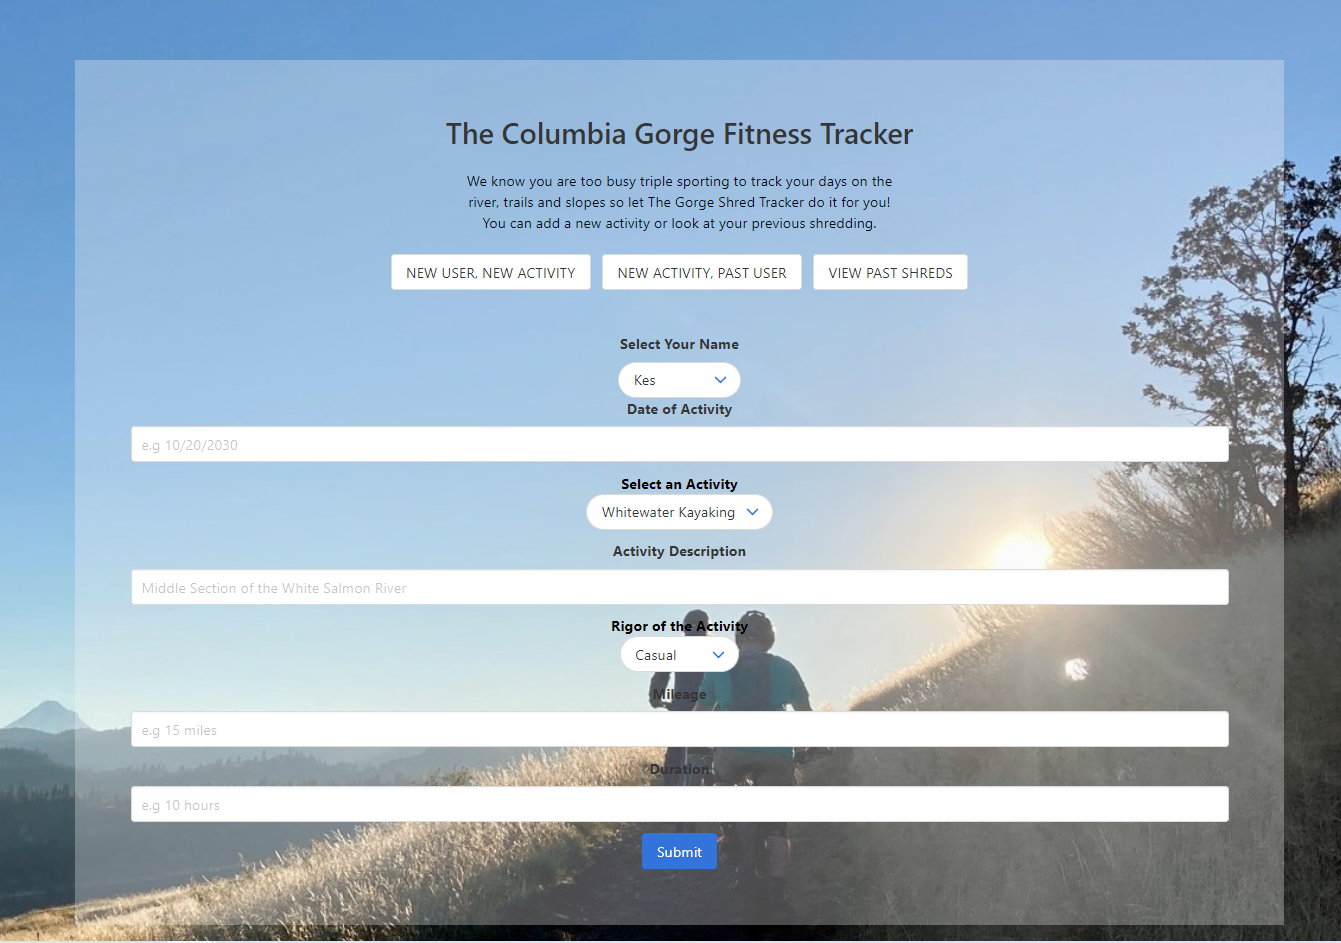 The Columbia Gorge Fitness Tracker
We know you are too busy triple sporting to track your days on the
river, trails and slopes so let The Gorge Shred Tracker do it for you!
You can add a new activity or look at your previous shredding.
NEW USER, NEW ACTIVITY
NEW ACTIVITY, PAST USER
VIEW PAST SHREDS
Select Your Name
Kes
Date of Activity
e.g 10/20/2030
Select an Activity
Whitewater Kayaking
Activity Description
Middle Section of the White Salmon River
Rigor of the Activity
Casual
Mileage
e.g 15 miles
Duration
e.g 10 hours
Submit